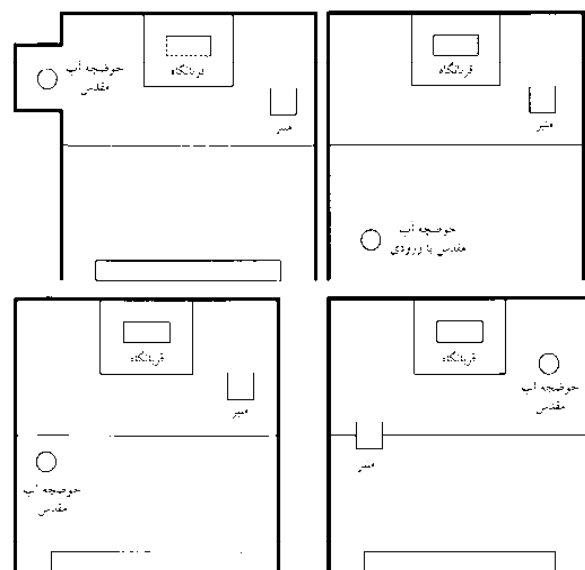 قربانگاه
حوضچه آب
مقدس
منبر
قربانگاه
منبر
حوضچه آب
مقدس با ورودی
قربانگاه
منبر
حوضچه آب
مقدس
قربانگاه
حوضچه آب
مقدس
منبر